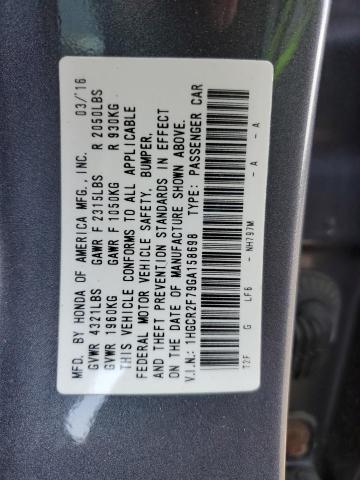 MFD. BY HONDA OF AMERICA MFG., INC. 03/16
GVWR 4321LBS GAWR F 2315LBS R 2050LBS
GVWR 1960KG GAWR F 1050KG R 930KG
THIS VEHICLE CONFORMS TO ALL APPLICABLE
FEDERAL MOTOR VEHICLE SAFETY, BUMPER,
AND THEFT PREVENTION STANDARDS IN EFFECT
ON THE DATE OF MANUFACTURE SHOWN ABOVE.
V.I.N.: 1HGCR2F79GA158698 TYPE: PASSENGER CAR
T2F G LF6 - NH797M - A - A